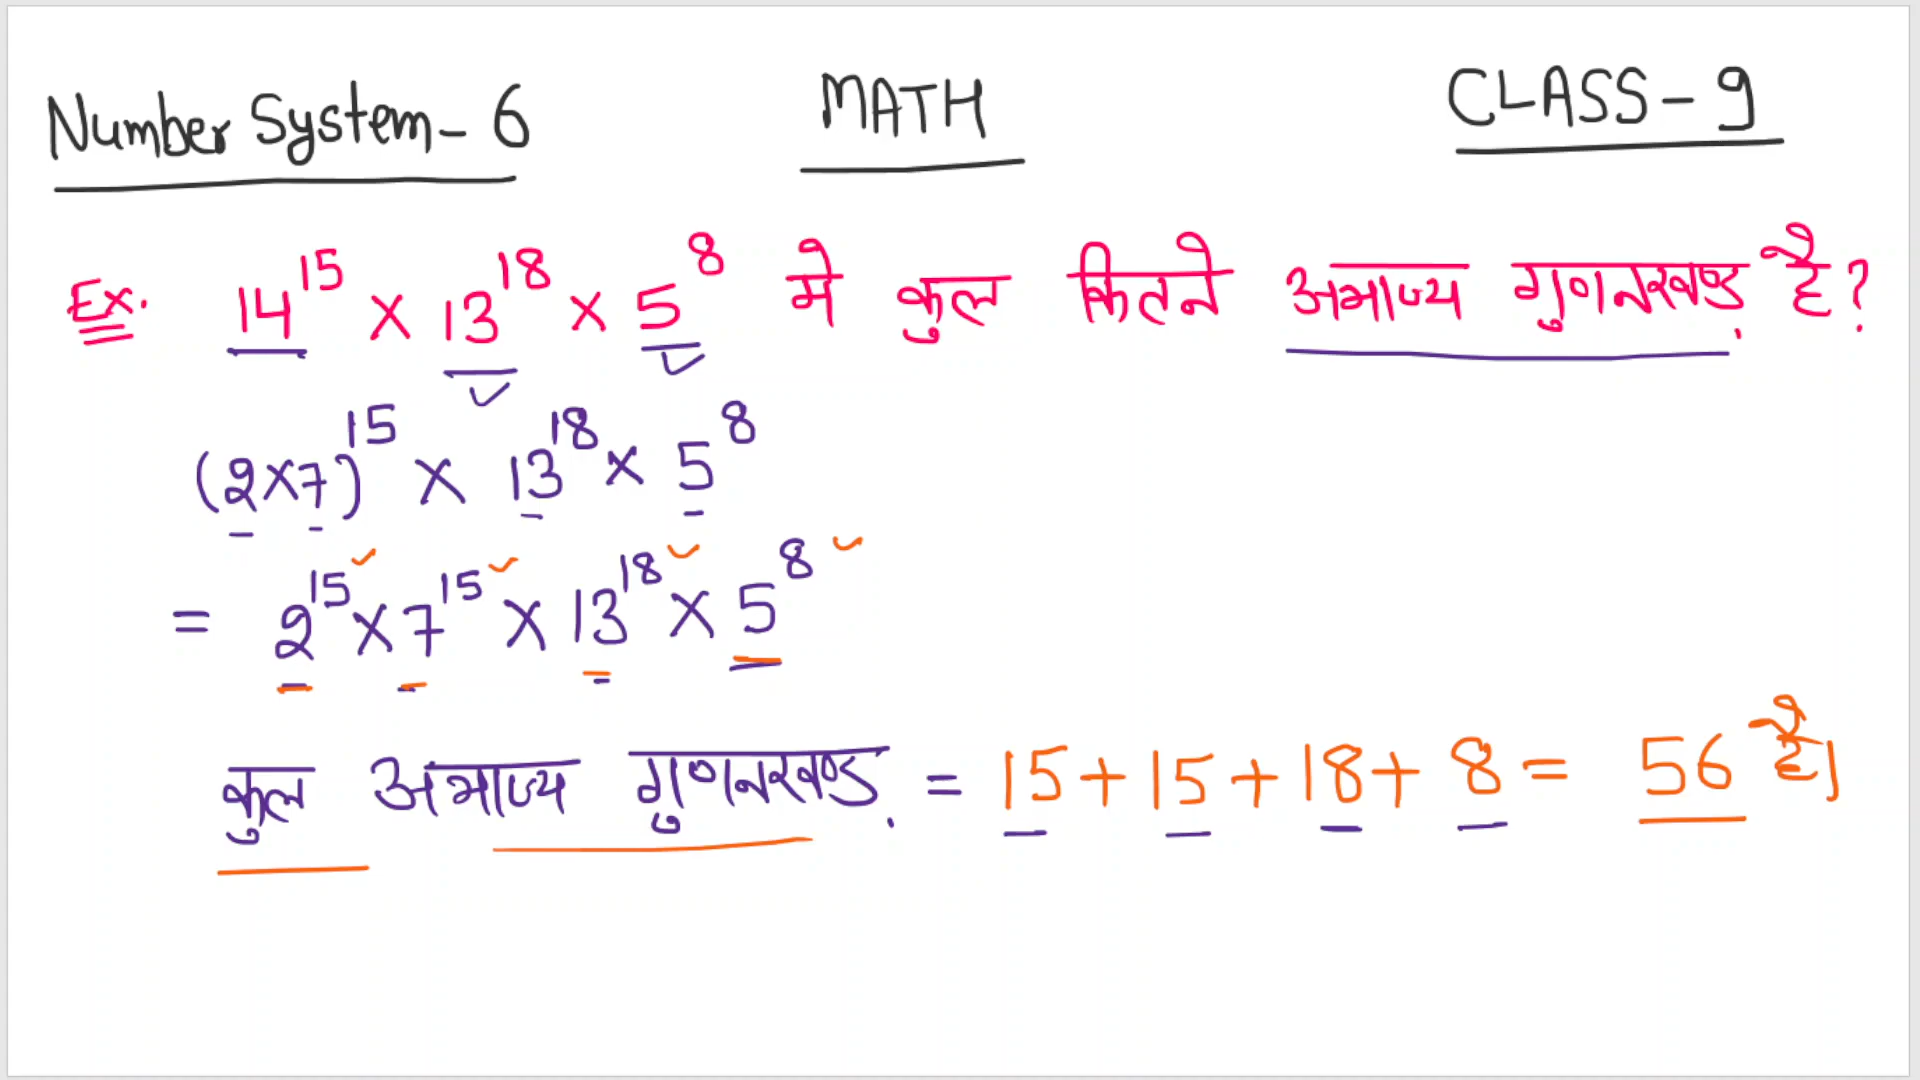 Number System-6 MATH CLASS-9
Ex. 14^15 × 13^18 × 5^8 मे कुल कितने अभाज्य गुणनखण्ड़ है?
(2×7)^15 × 13^18 × 5^8
= 2^15 × 7^15 × 13^18 × 5^8
कुल अभाज्य गुणनखण्ड़ = 15+15+18+8 = 56 है।